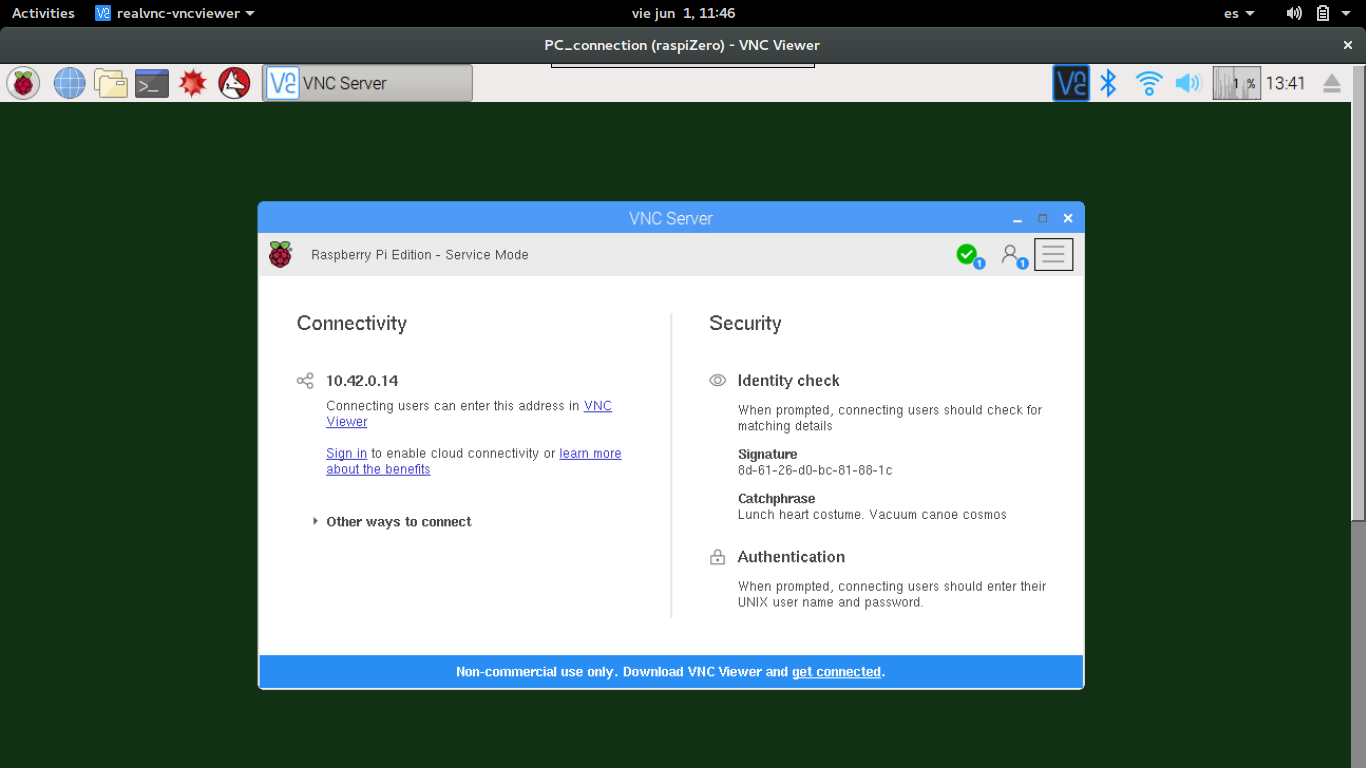 Activities realvnc-vncviewer vie jun 1, 11:46 es
PC_connection (raspiZero) - VNC Viewer
VNC Server 1 % 13:41
VNC Server
Raspberry Pi Edition - Service Mode 1 1
Connectivity
10.42.0.14
Connecting users can enter this address in VNC
Viewer
Sign in to enable cloud connectivity or learn more
about the benefits
Other ways to connect
Security
Identity check
When prompted, connecting users should check for
matching details
Signature
8d-61-26-d0-bc-81-88-1c
Catchphrase
Lunch heart costume. Vacuum canoe cosmos
Authentication
When prompted, connecting users should enter their
UNIX user name and password.
Non-commercial use only. Download VNC Viewer and get connected.